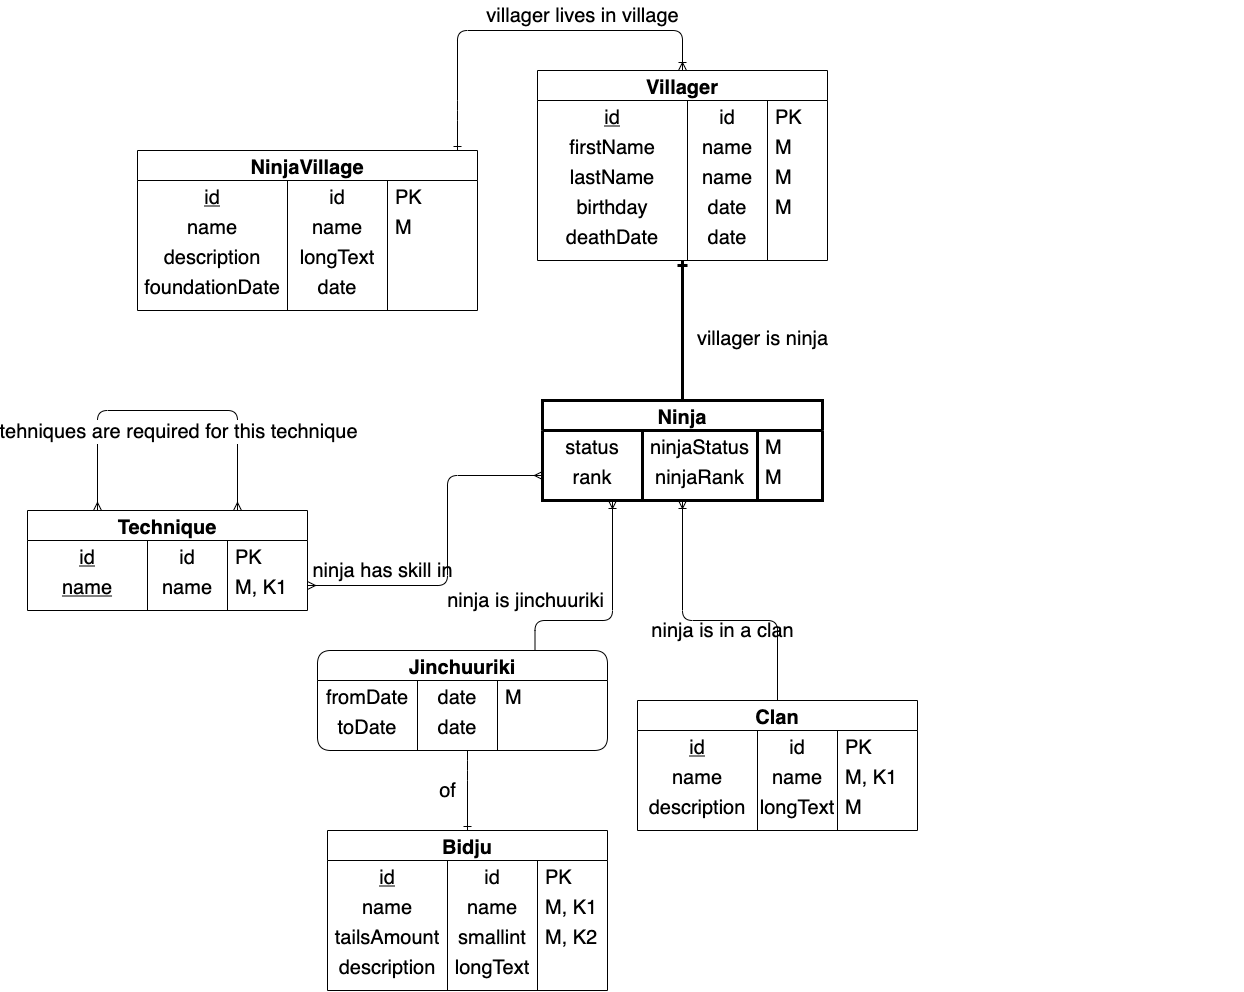 villager lives in village
Villager
id id PK
firstName name M
lastName name M
birthday date M
deathDate date
NinjaVillage
id id PK
name name M
description longText
foundationDate date
villager is ninja
Ninja
status ninjaStatus M
rank ninjaRank M
tehniques are required for this technique
Technique
id id PK
name name M, K1
ninja has skill in
ninja is jinchuuriki
ninja is in a clan
Jinchuuriki
fromDate date M
toDate date
Clan
id id PK
name name M, K1
description longText M
of
Bidju
id id PK
name name M, K1
tailsAmount smallint M, K2
description longText